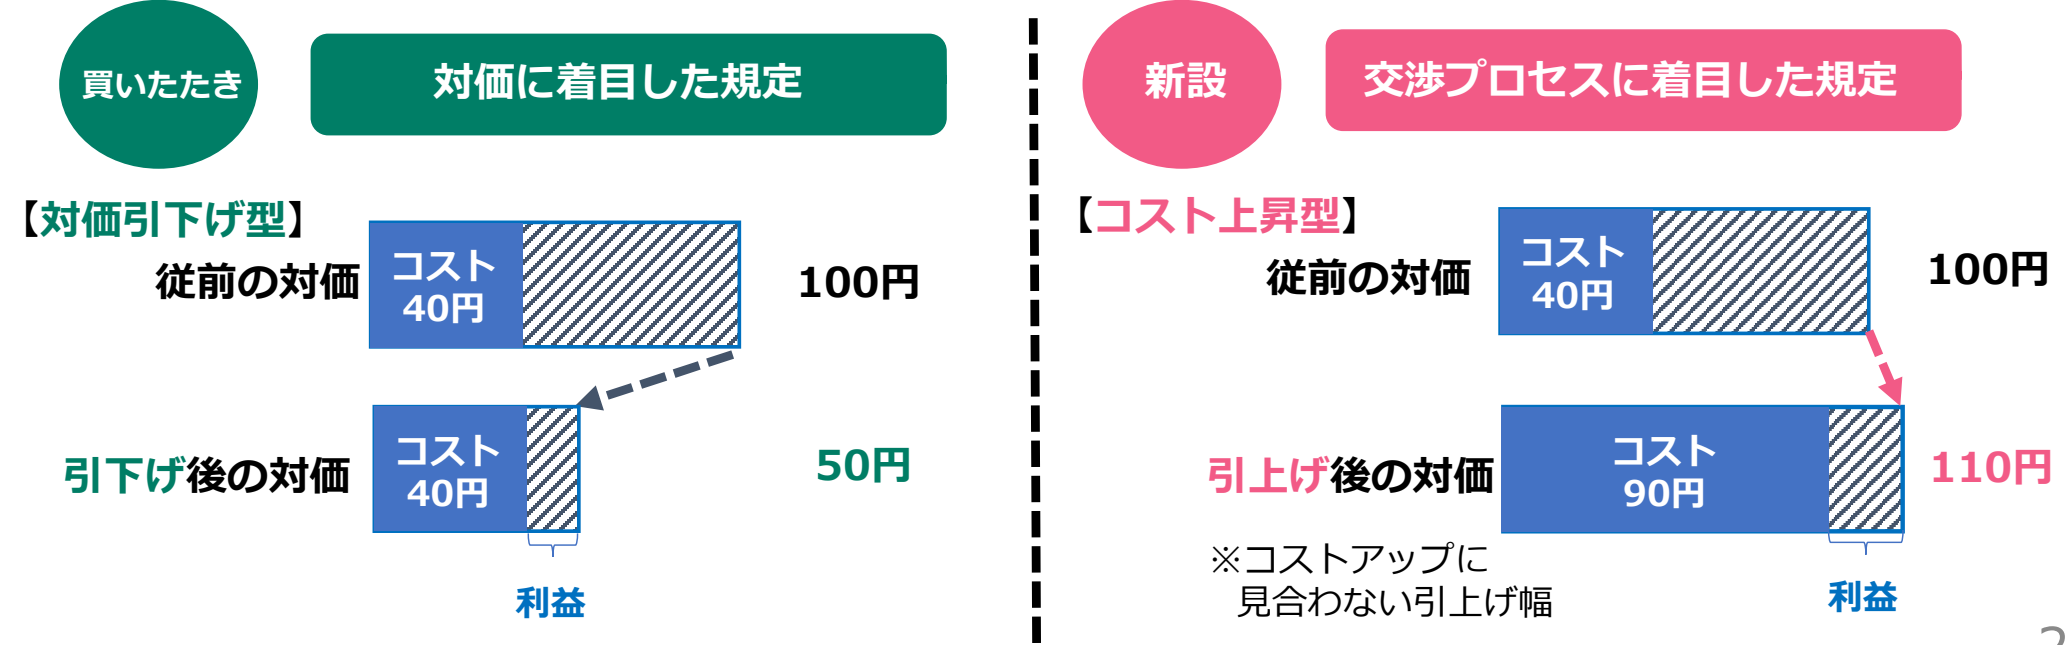 買いたたき
対価に着目した規定
【対価引下げ型】
従前の対価
コスト
40円
100円
引下げ後の対価
コスト
40円
50円
利益
新設
交渉プロセスに着目した規定
【コスト上昇型】
従前の対価
コスト
40円
100円
引上げ後の対価
コスト
90円
110円
※コストアップに
見合わない引上げ幅
利益